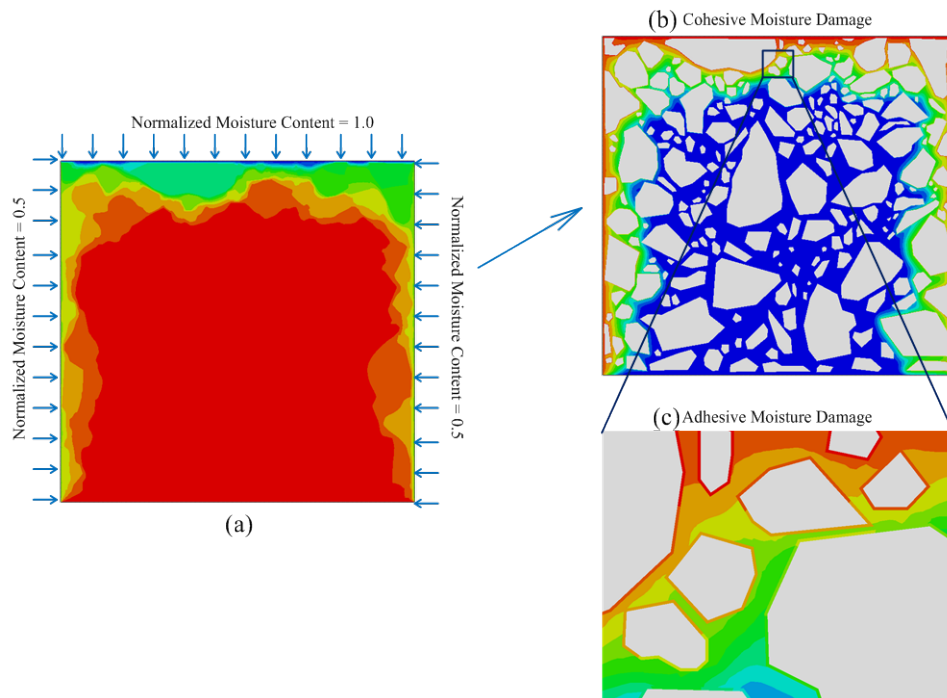 Normalized Moisture Content = 1.0
Normalized Moisture Content = 0.5
Normalized Moisture Content = 0.5
(a)
(b) Cohesive Moisture Damage
(c) Adhesive Moisture Damage